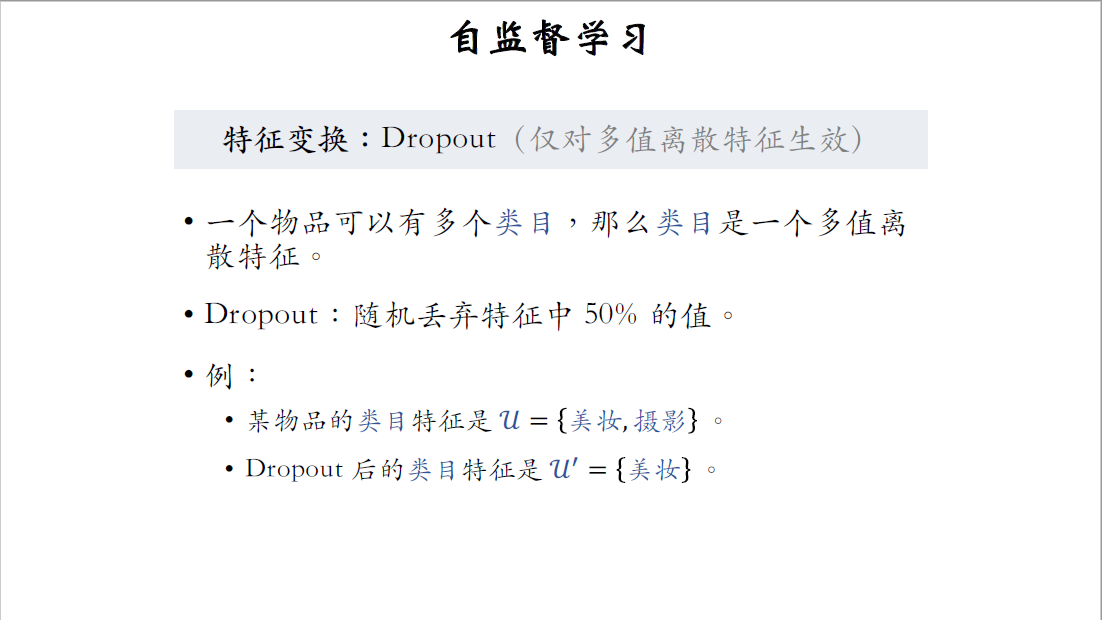 自监督学习
特征变换：Dropout（仅对多值离散特征生效）
• 一个物品可以有多个类目，那么类目是一个多值离
散特征。
• Dropout：随机丢弃特征中 50% 的值。
• 例：
• 某物品的类目特征是 𝒰 = {美妆, 摄影} 。
• Dropout 后的类目特征是 𝒰′ = {美妆} 。